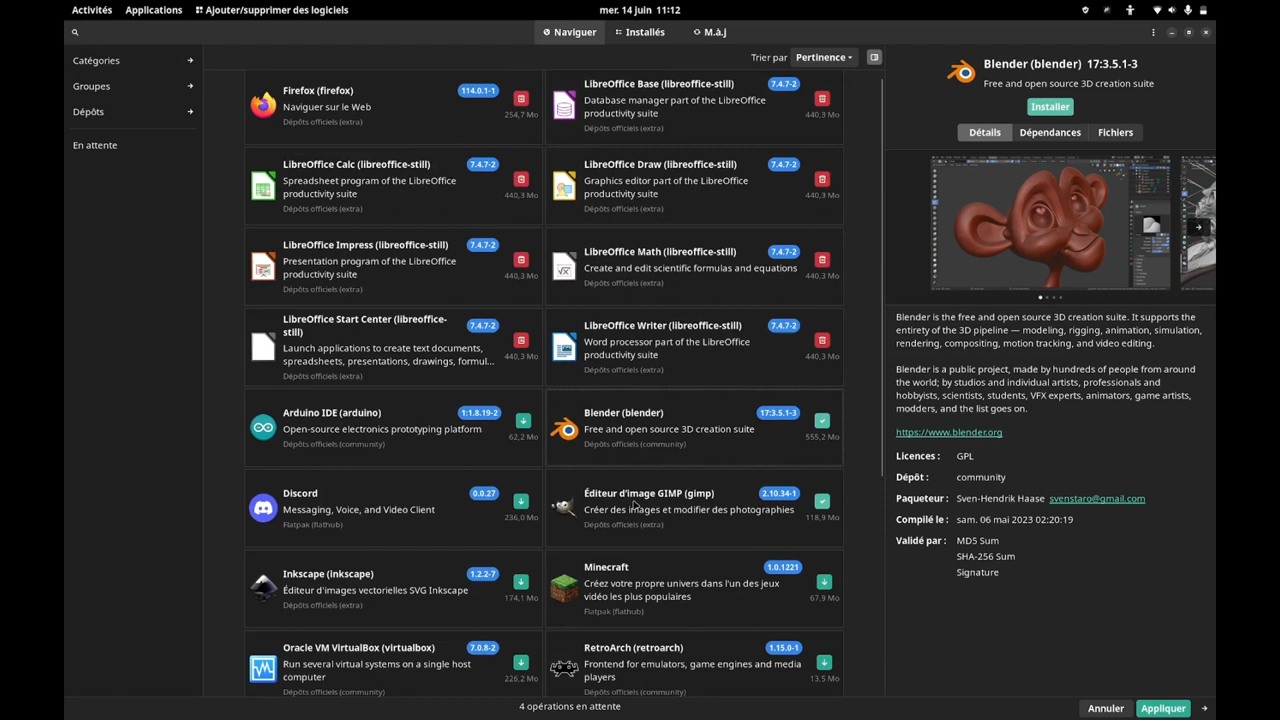 Activités Applications Ajouter/supprimer des logiciels mer. 14 juin 11:12
Naviguer Installés M.à.j
Catégories
Groupes
Dépôts
En attente
Trier par Pertinence
Firefox (firefox) 114.0.1-1
Naviguer sur le Web
Dépôts officiels (extra)
254,7 Mo
LibreOffice Base (libreoffice-still) 7.4.7-2
Database manager part of the LibreOffice
productivity suite
Dépôts officiels (extra)
440,3 Mo
LibreOffice Calc (libreoffice-still) 7.4.7-2
Spreadsheet program of the LibreOffice
productivity suite
Dépôts officiels (extra)
440,3 Mo
LibreOffice Draw (libreoffice-still) 7.4.7-2
Graphics editor part of the LibreOffice
productivity suite
Dépôts officiels (extra)
440,3 Mo
LibreOffice Impress (libreoffice-still) 7.4.7-2
Presentation program of the LibreOffice
productivity suite
Dépôts officiels (extra)
440,3 Mo
LibreOffice Math (libreoffice-still) 7.4.7-2
Create and edit scientific formulas and equations
Dépôts officiels (extra)
440,3 Mo
LibreOffice Start Center (libreoffice-
still) 7.4.7-2
Launch applications to create text documents,
spreadsheets, presentations, drawings, formul...
Dépôts officiels (extra)
440,3 Mo
LibreOffice Writer (libreoffice-still) 7.4.7-2
Word processor part of the LibreOffice
productivity suite
Dépôts officiels (extra)
440,3 Mo
Arduino IDE (arduino) 1:1.8.19-2
Open-source electronics prototyping platform
Dépôts officiels (community)
62,2 Mo
Blender (blender) 17:3.5.1-3
Free and open source 3D creation suite
Dépôts officiels (community)
555,2 Mo
Discord 0.0.27
Messaging, Voice, and Video Client
Flatpak (flathub)
236,0 Mo
Éditeur d'image GIMP (gimp) 2.10.34-1
Créer des images et modifier des photographies
Dépôts officiels (extra)
118,9 Mo
Inkscape (inkscape) 1.2.2-7
Éditeur d'images vectorielles SVG Inkscape
Dépôts officiels (extra)
174,1 Mo
Minecraft 1.0.1221
Créez votre propre univers dans l'un des jeux
vidéo les plus populaires
Flatpak (flathub)
67,9 Mo
Oracle VM VirtualBox (virtualbox) 7.0.8-2
Run several virtual systems on a single host
computer
Dépôts officiels (community)
226,2 Mo
RetroArch (retroarch) 1.15.0-1
Frontend for emulators, game engines and media
players
Dépôts officiels (community)
13,5 Mo
Blender (blender) 17:3.5.1-3
Free and open source 3D creation suite
Installer
Détails Dépendances Fichiers
Blender is the free and open source 3D creation suite. It supports the
entirety of the 3D pipeline — modeling, rigging, animation, simulation,
rendering, compositing, motion tracking, and video editing.
Blender is a public project, made by hundreds of people from around
the world; by studios and individual artists, professionals and
hobbyists, scientists, students, VFX experts, animators, game artists,
modders, and the list goes on.
https://www.blender.org
Licences : GPL
Dépôt : community
Paqueteur : Sven-Hendrik Haase svenstaro@gmail.com
Compilé le : sam. 06 mai 2023 02:20:19
Validé par : MD5 Sum
SHA-256 Sum
Signature
4 opérations en attente
Annuler Appliquer